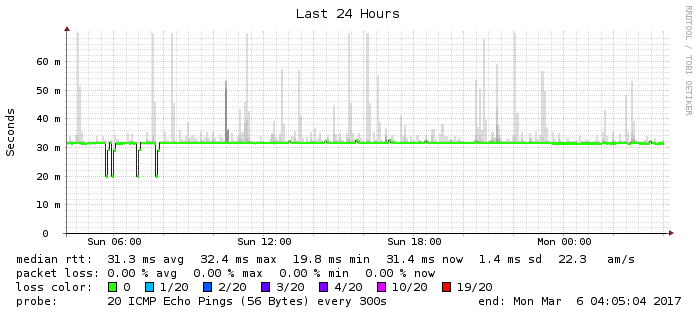 Last 24 Hours
RRDTOOL / TOBI OETIKER
Seconds
60 m
50 m
40 m
30 m
20 m
10 m
0
Sun 06:00 Sun 12:00 Sun 18:00 Mon 00:00
median rtt: 31.3 ms avg 32.4 ms max 19.8 ms min 31.4 ms now 1.4 ms sd 22.3 am/s
packet loss: 0.00 % avg 0.00 % max 0.00 % min 0.00 % now
loss color: 0 1/20 2/20 3/20 4/20 10/20 19/20
probe: 20 ICMP Echo Pings (56 Bytes) every 300s end: Mon Mar 6 04:05:04 2017